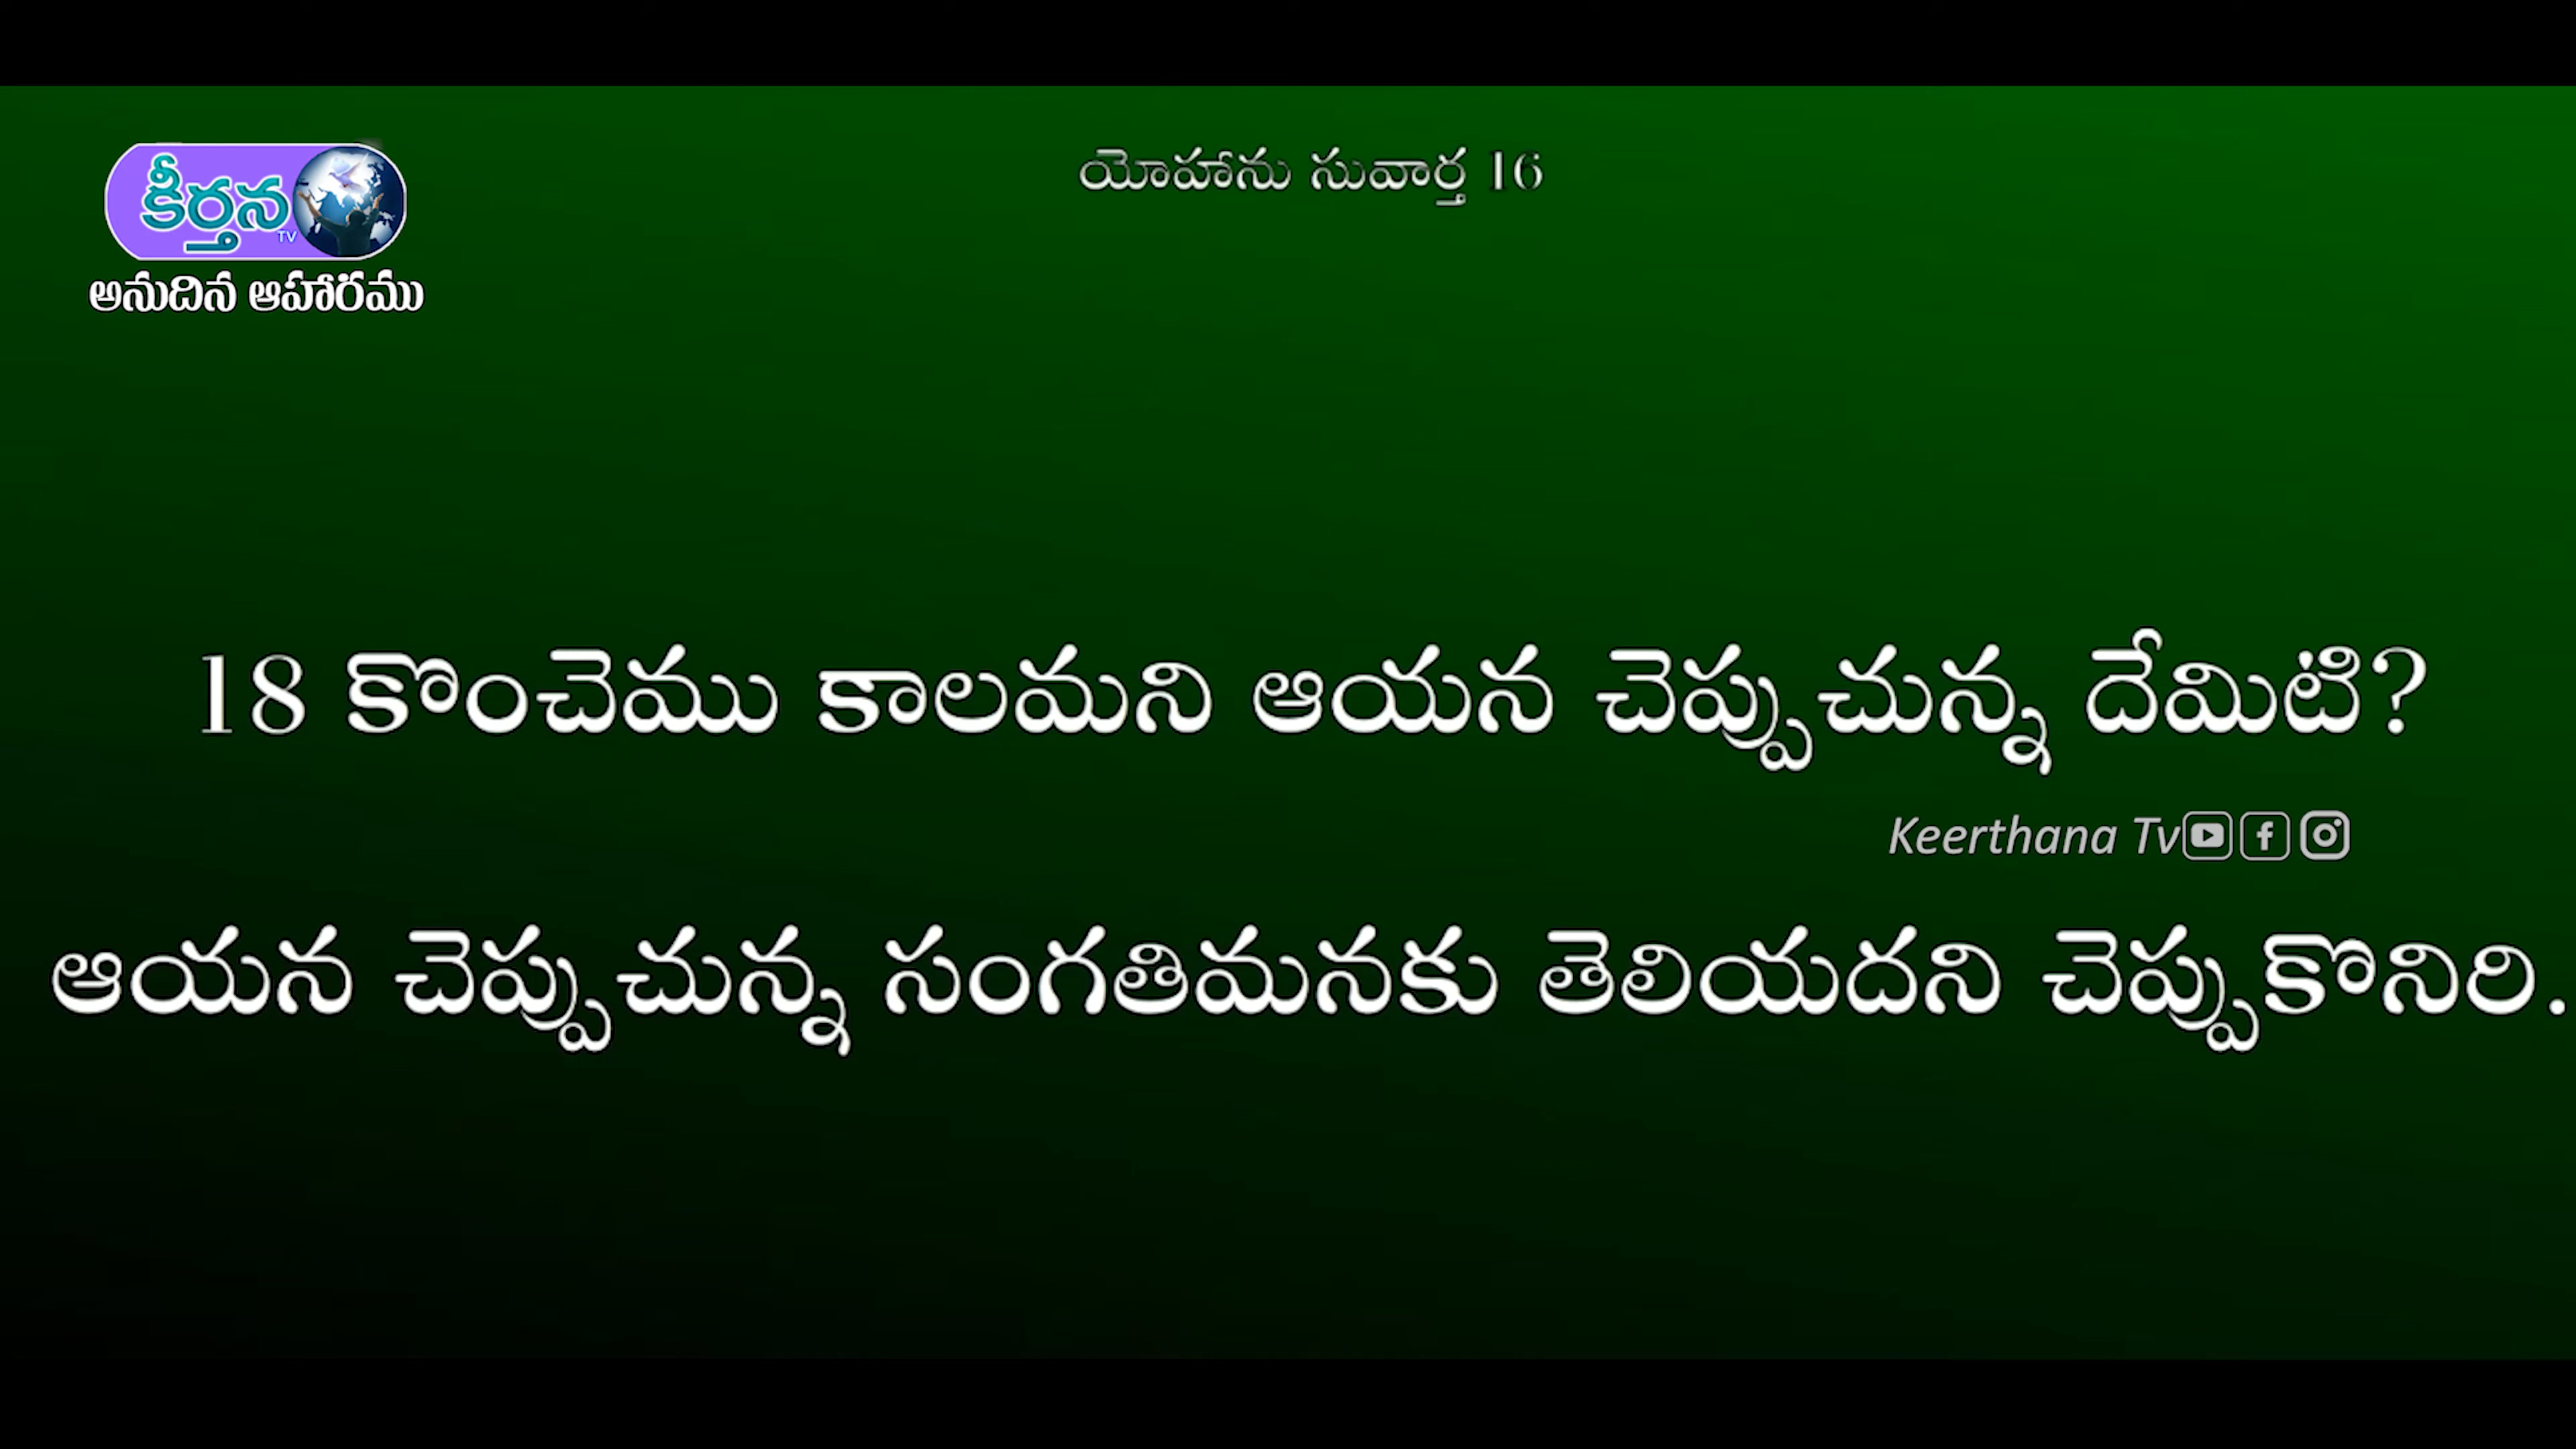 యోహాను సువార్త 16
కీర్తన
TV
అనుదిన ఆహారము
18 కొంచెము కాలమని ఆయన చెప్పుచున్న దేమిటి?
Keerthana Tv
ఆయన చెప్పుచున్న సంగతిమనకు తెలియదని చెప్పుకొనిరి.